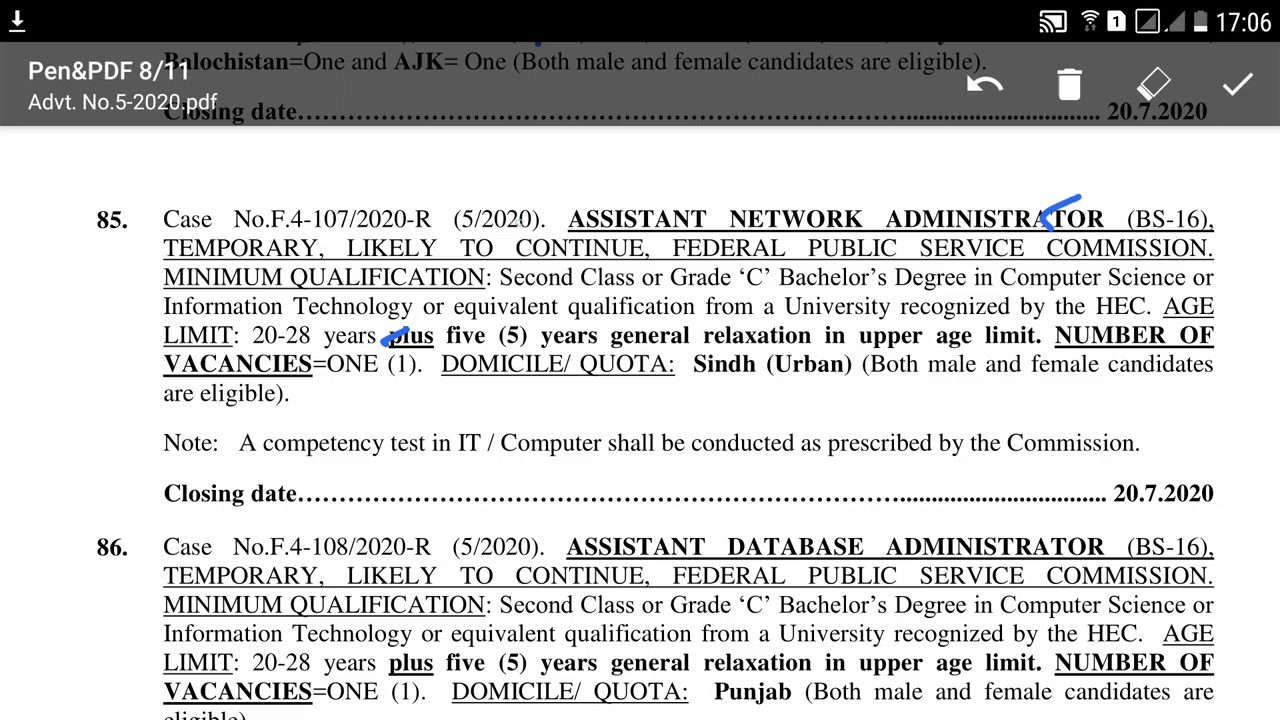 17:06
Pen&PDF 8/11
Advt. No.5-2020.pdf
Balochistan=One and AJK= One (Both male and female candidates are eligible).
Closing date……………………………………………………………………………… 20.7.2020
85. Case No.F.4-107/2020-R (5/2020). ASSISTANT NETWORK ADMINISTRATOR (BS-16),
TEMPORARY, LIKELY TO CONTINUE, FEDERAL PUBLIC SERVICE COMMISSION.
MINIMUM QUALIFICATION: Second Class or Grade ‘C’ Bachelor’s Degree in Computer Science or
Information Technology or equivalent qualification from a University recognized by the HEC. AGE
LIMIT: 20-28 years plus five (5) years general relaxation in upper age limit. NUMBER OF
VACANCIES=ONE (1). DOMICILE/ QUOTA: Sindh (Urban) (Both male and female candidates
are eligible).
Note: A competency test in IT / Computer shall be conducted as prescribed by the Commission.
Closing date……………………………………………………………………………… 20.7.2020
86. Case No.F.4-108/2020-R (5/2020). ASSISTANT DATABASE ADMINISTRATOR (BS-16),
TEMPORARY, LIKELY TO CONTINUE, FEDERAL PUBLIC SERVICE COMMISSION.
MINIMUM QUALIFICATION: Second Class or Grade ‘C’ Bachelor’s Degree in Computer Science or
Information Technology or equivalent qualification from a University recognized by the HEC. AGE
LIMIT: 20-28 years plus five (5) years general relaxation in upper age limit. NUMBER OF
VACANCIES=ONE (1). DOMICILE/ QUOTA: Punjab (Both male and female candidates are